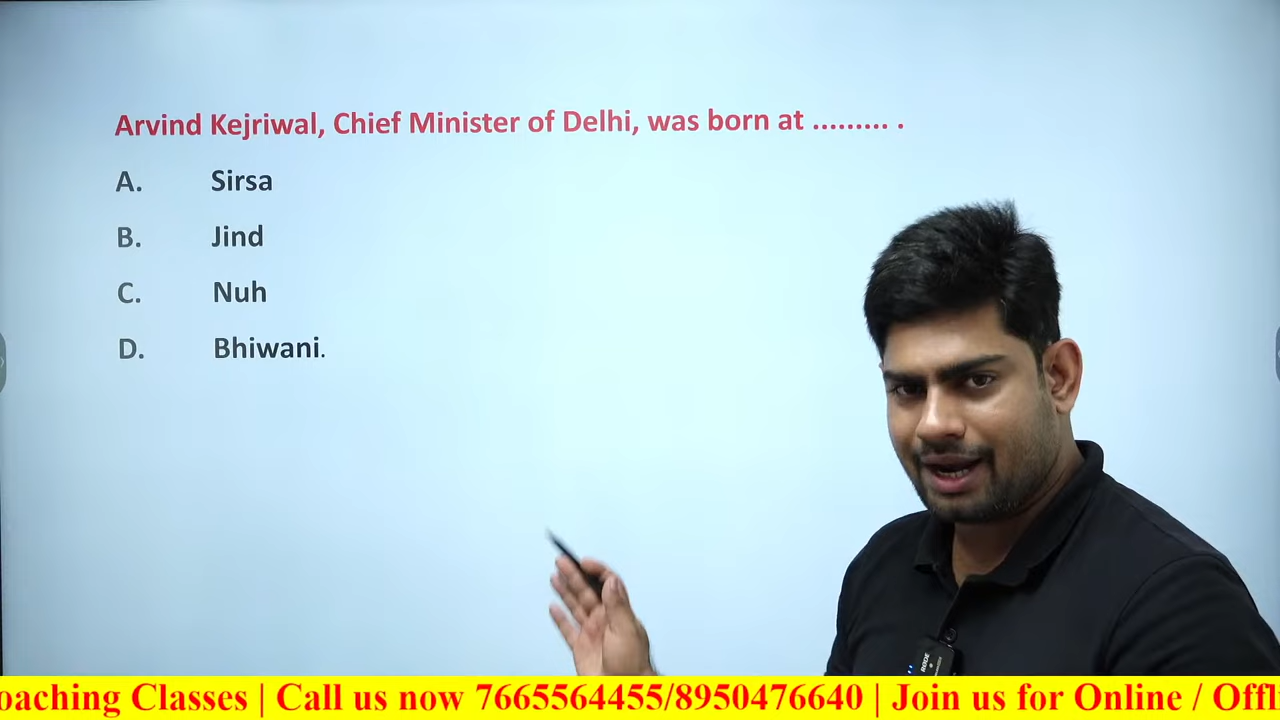 Arvind Kejriwal, Chief Minister of Delhi, was born at ......... .
A. Sirsa
B. Jind
C. Nuh
D. Bhiwani.
RODE
oaching Classes | Call us now 7665564455/8950476640 | Join us for Online / Offl